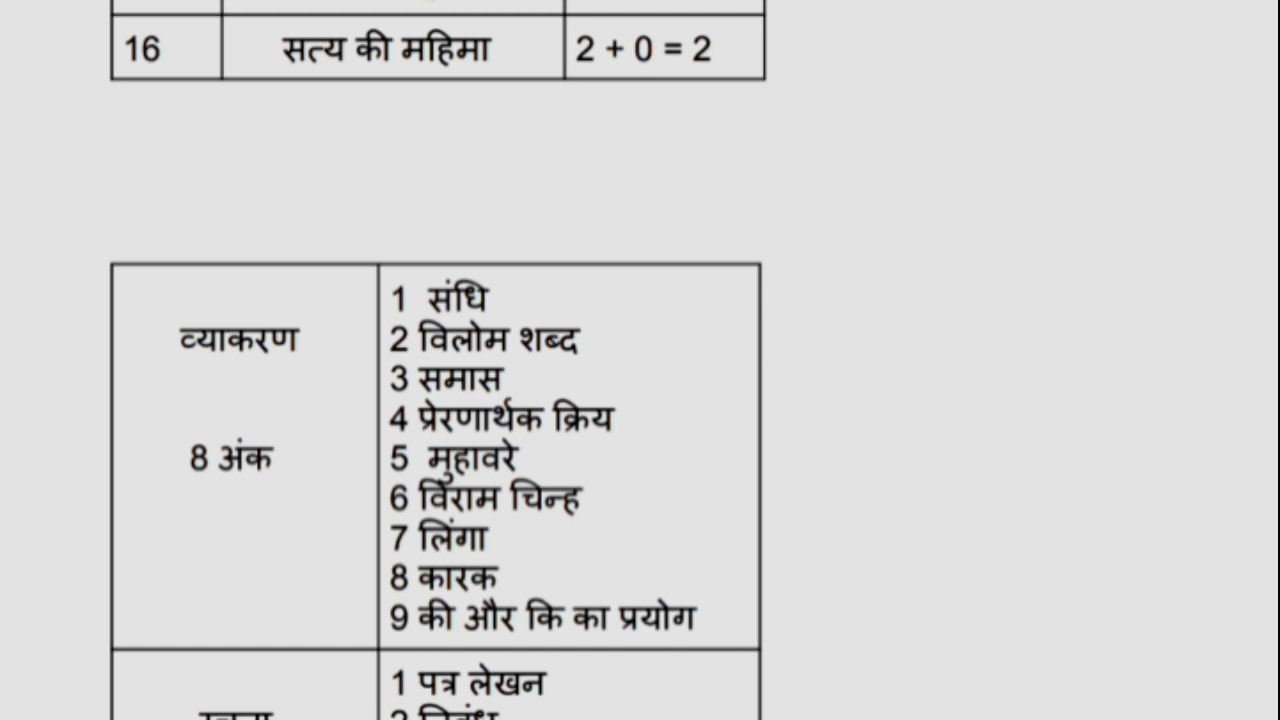 16 सत्य की महिमा 2 + 0 = 2
व्याकरण
8 अंक
1 संधि
2 विलोम शब्द
3 समास
4 प्रेरणार्थक क्रिय
5 मुहावरे
6 विराम चिन्ह
7 लिंगा
8 कारक
9 की और कि का प्रयोग
1 पत्र लेखन